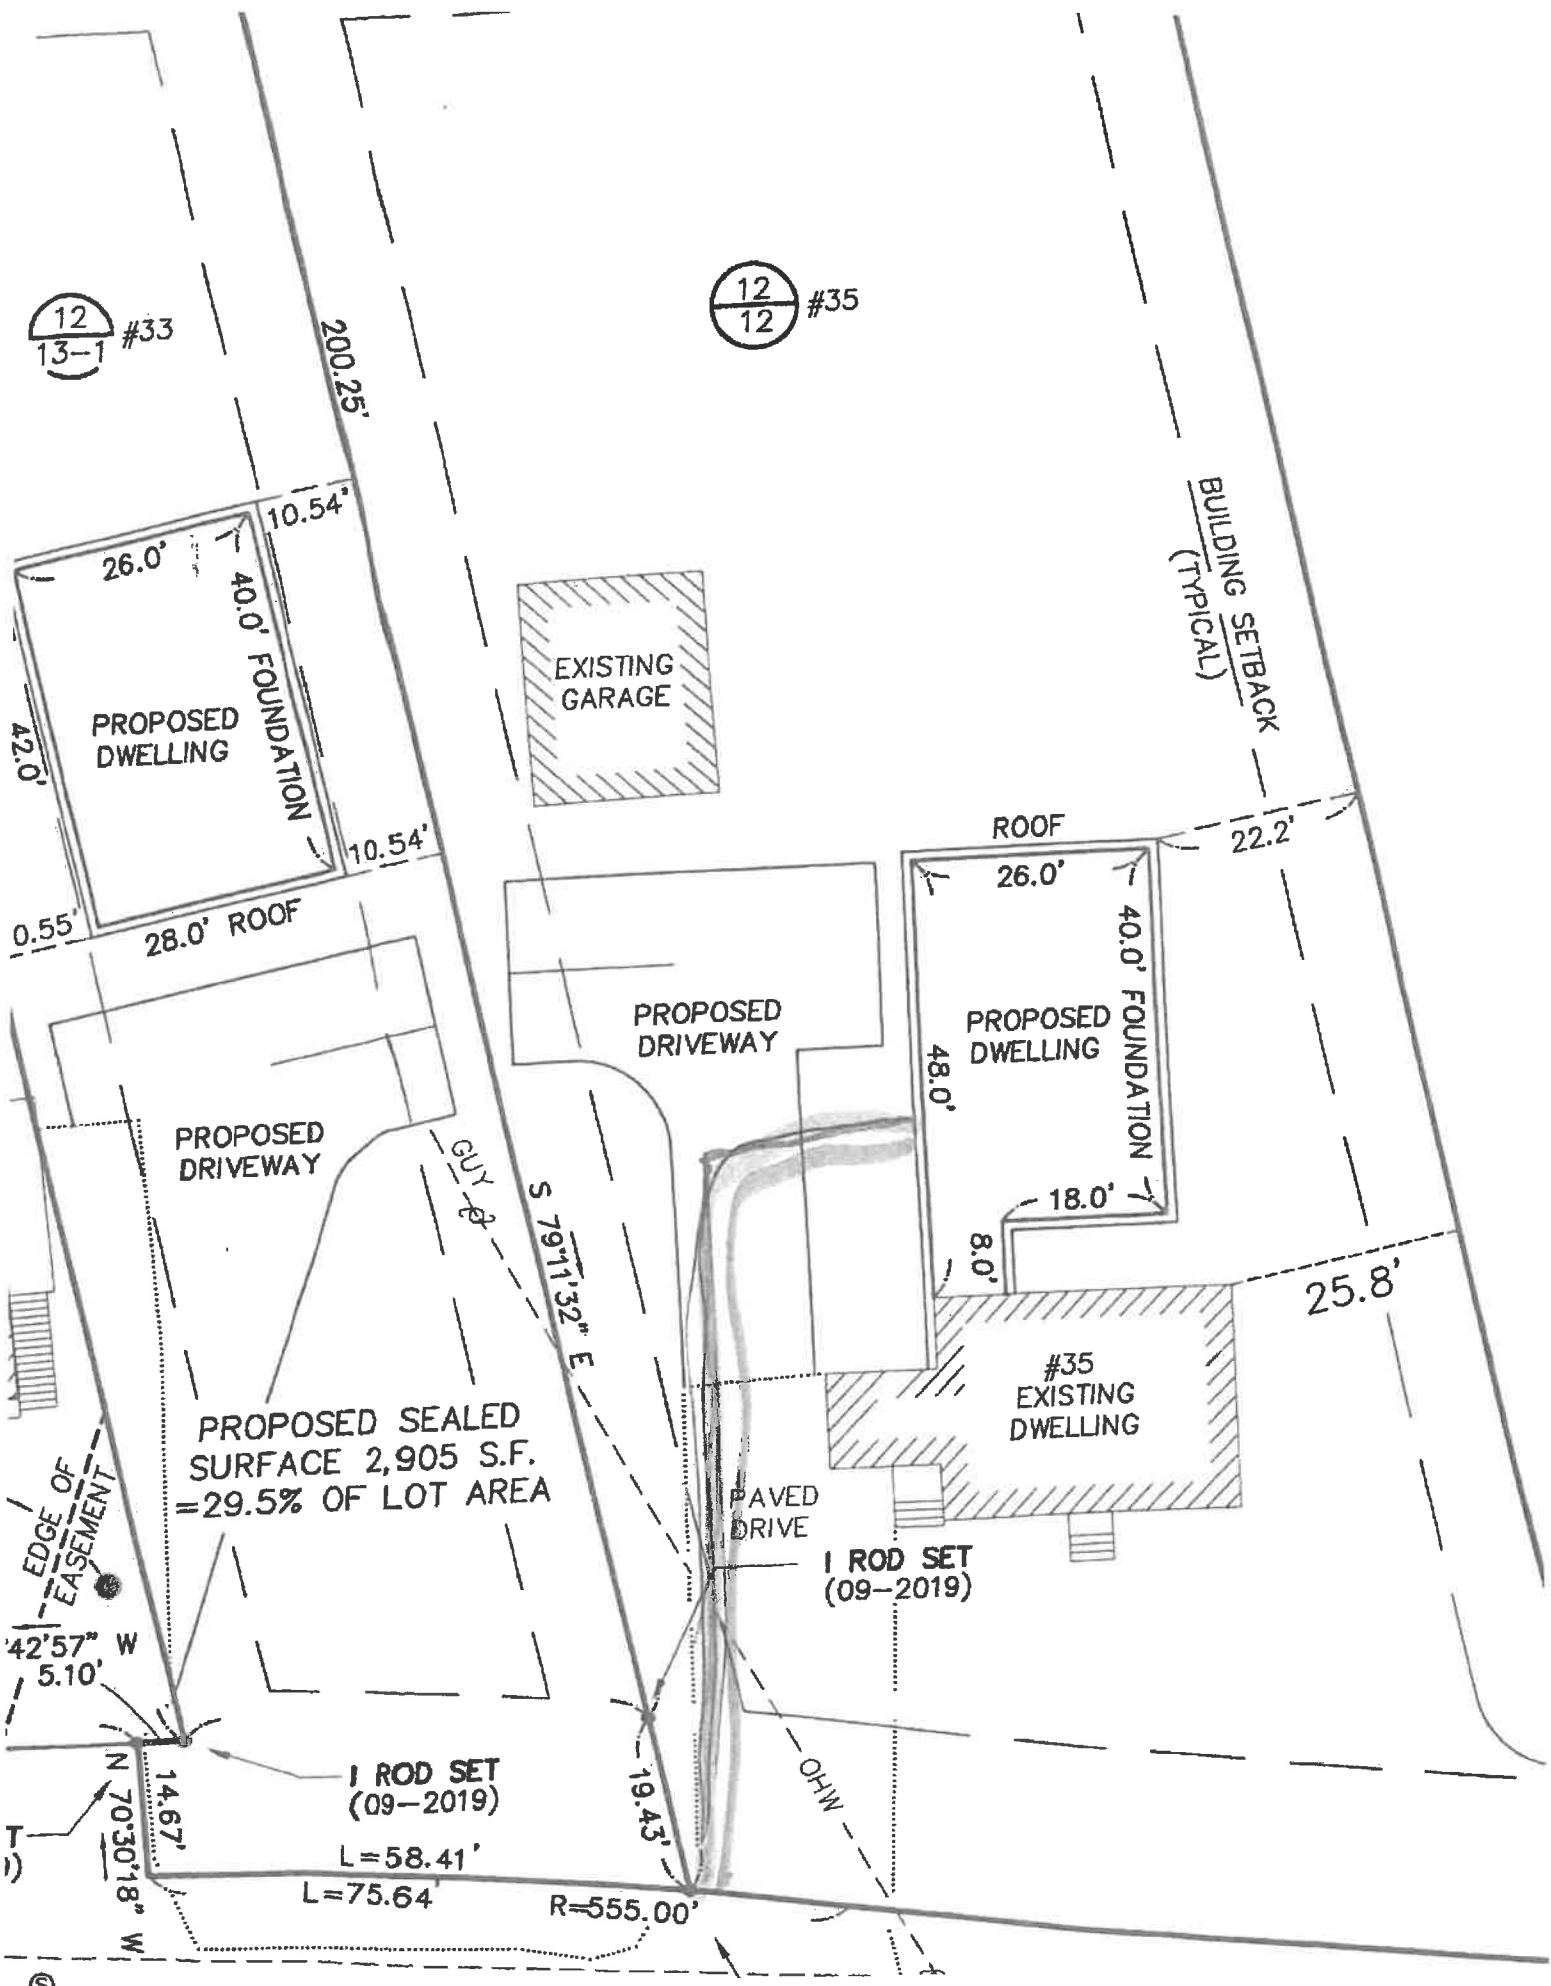 12
13-1
#33
200.25'
12
12
#35
10.54'
26.0'
40.0' FOUNDATION
PROPOSED
DWELLING
42.0'
10.54'
0.55'
28.0' ROOF
EXISTING
GARAGE
BUILDING SETBACK
(TYPICAL)
ROOF
22.2'
26.0'
40.0' FOUNDATION
PROPOSED
DWELLING
48.0'
18.0'
8.0'
PROPOSED
DRIVEWAY
PROPOSED
DRIVEWAY
GUY
S 79°11'32" E
25.8'
#35
EXISTING
DWELLING
PROPOSED SEALED
SURFACE 2,905 S.F.
=29.5% OF LOT AREA
EDGE OF
EASEMENT
PAVED
DRIVE
I ROD SET
(09-2019)
42'57" W
5.10'
I ROD SET
(09-2019)
14.67'
N 70°30'18" W
19.43'
OHW
L=58.41'
L=75.64'
R=555.00'
T
)
S